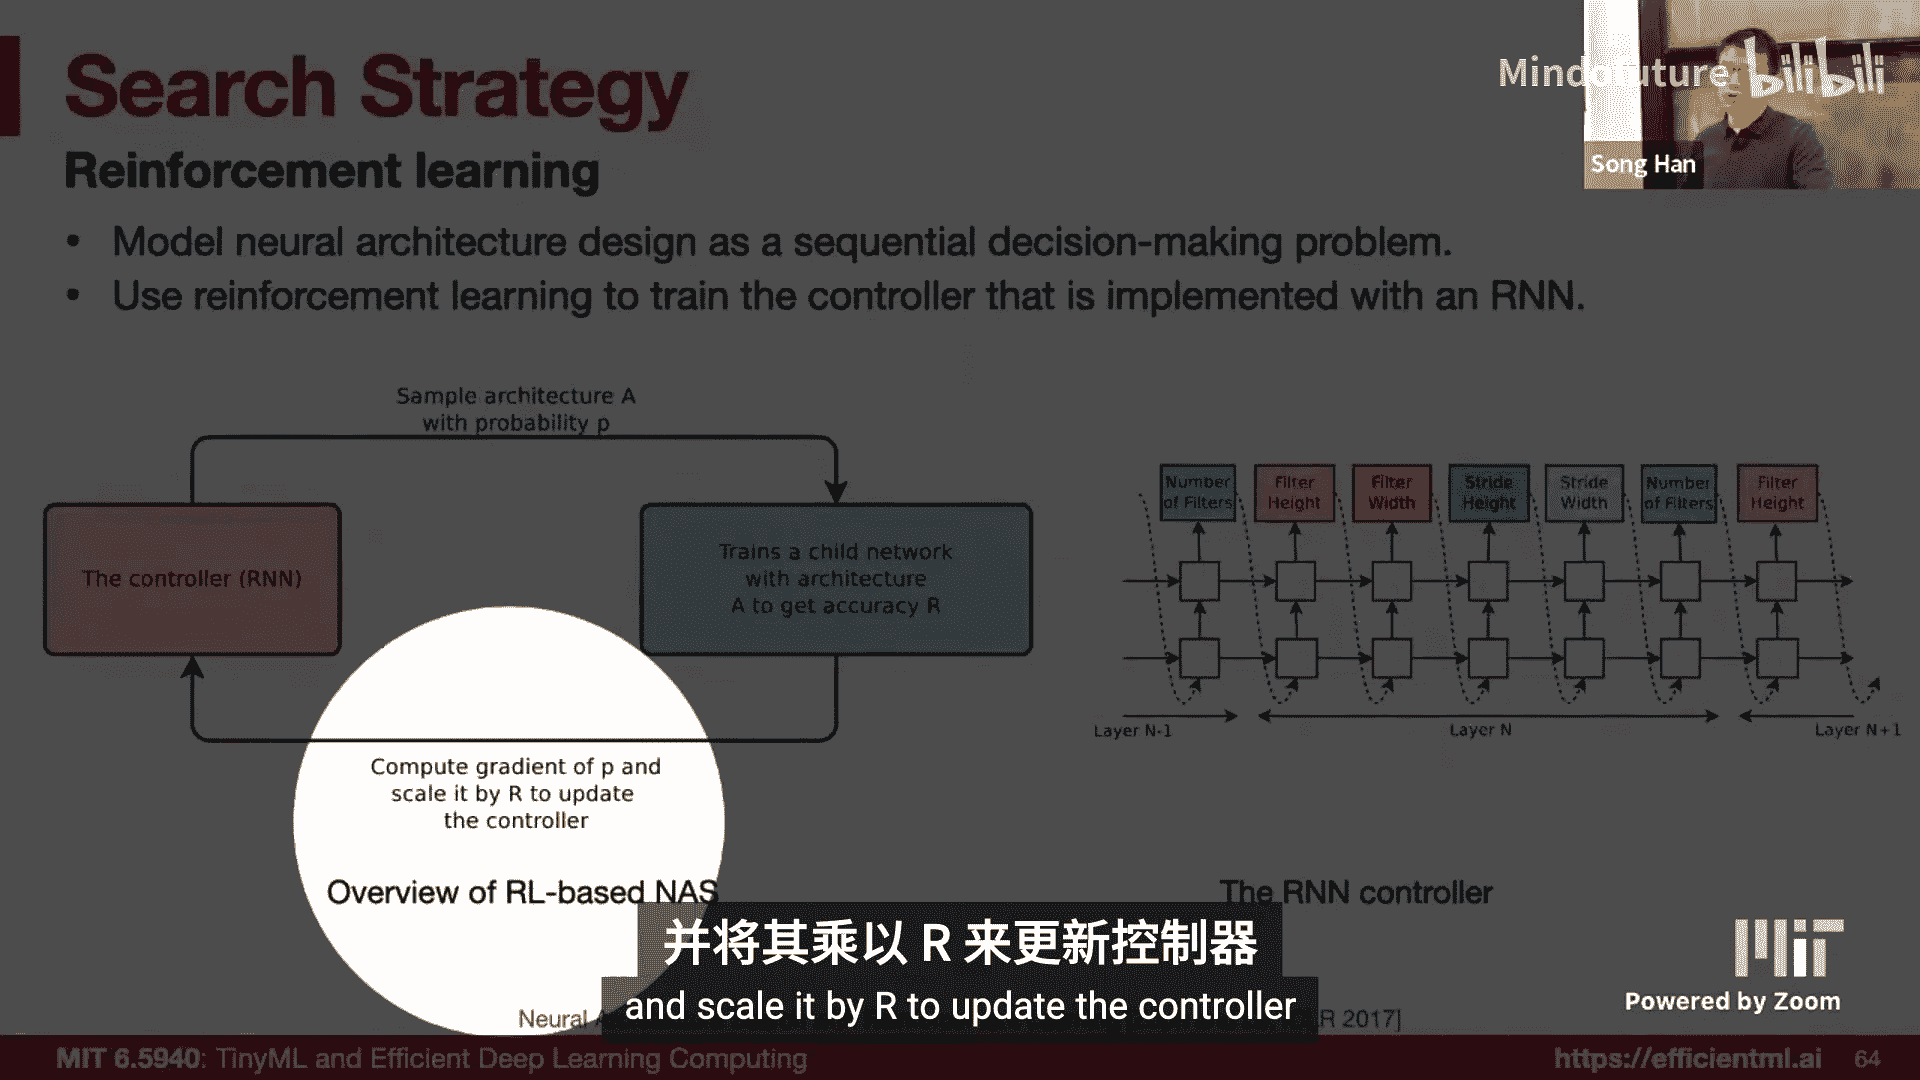 Search Strategy
Reinforcement learning
• Model neural architecture design as a sequential decision-making problem.
• Use reinforcement learning to train the controller that is implemented with an RNN.
Mindofuture bilibili
Song Han
Sample architecture A
with probability p
The controller (RNN)
Trains a child network
with architecture
A to get accuracy R
Compute gradient of p and
scale it by R to update
the controller
Overview of RL-based NAS
Number
of Filters
Filter
Height
Filter
Width
Stride
Height
Stride
Width
Number
of Filters
Filter
Height
Layer N-1
Layer N
Layer N+1
The RNN controller
并将其乘以 R 来更新控制器
and scale it by R to update the controller
Neural
2017]
MIT
Powered by Zoom
MIT 6.5940: TinyML and Efficient Deep Learning Computing
https://efficientml.ai
64